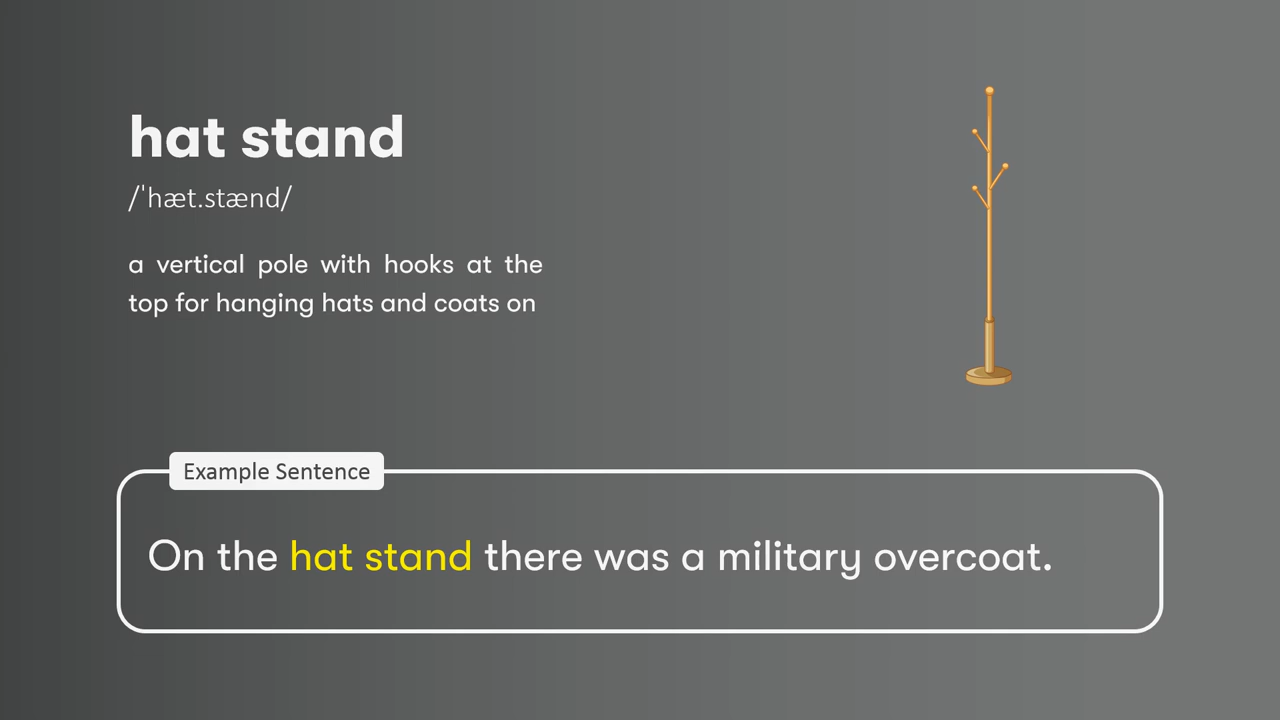 hat stand
/ˈhæt.stænd/
a vertical pole with hooks at the
top for hanging hats and coats on
Example Sentence
On the hat stand there was a military overcoat.